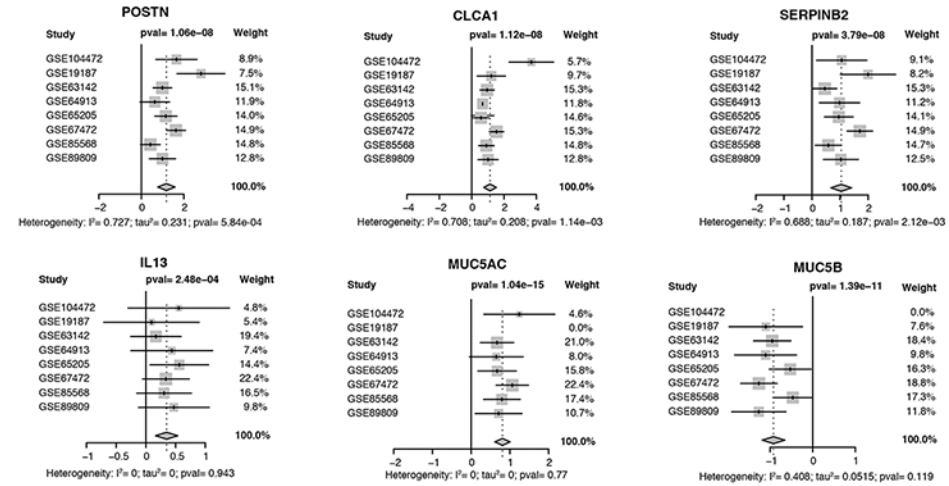 POSTN
Study pval= 1.06e−08 Weight
GSE104472 8.9%
GSE19187 7.5%
GSE63142 15.1%
GSE64913 11.9%
GSE65205 14.0%
GSE67472 14.9%
GSE85568 14.8%
GSE89809 12.8%
100.0%
−2 0 2
Heterogeneity: I²= 0.727; tau²= 0.231; pval= 5.84e-04
CLCA1
Study pval= 1.12e−08 Weight
GSE104472 5.7%
GSE19187 9.7%
GSE63142 15.3%
GSE64913 11.8%
GSE65205 14.6%
GSE67472 15.3%
GSE85568 14.8%
GSE89809 12.8%
100.0%
−4 −2 0 2 4
Heterogeneity: I²= 0.708; tau²= 0.208; pval= 1.14e−03
SERPINB2
Study pval= 3.79e−08 Weight
GSE104472 9.1%
GSE19187 8.2%
GSE63142 15.3%
GSE64913 11.2%
GSE65205 14.1%
GSE67472 14.9%
GSE85568 14.7%
GSE89809 12.5%
100.0%
−2 −1 0 1 2
Heterogeneity: I²= 0.688; tau²= 0.187; pval= 2.12e−03
IL13
Study pval= 2.48e−04 Weight
GSE104472 4.8%
GSE19187 5.4%
GSE63142 19.4%
GSE64913 7.4%
GSE65205 14.4%
GSE67472 22.4%
GSE85568 16.5%
GSE89809 9.8%
100.0%
−1 −0.5 0 0.5 1
Heterogeneity: I²= 0; tau²= 0; pval= 0.943
MUC5AC
Study pval= 1.04e−15 Weight
GSE104472 4.6%
GSE19187 0.0%
GSE63142 21.0%
GSE64913 8.0%
GSE65205 15.8%
GSE67472 22.4%
GSE85568 17.4%
GSE89809 10.7%
100.0%
−2 −1 0 1 2
Heterogeneity: I²= 0; tau²= 0; pval= 0.77
MUC5B
Study pval= 1.39e−11 Weight
GSE104472 0.0%
GSE19187 7.6%
GSE63142 18.4%
GSE64913 9.8%
GSE65205 16.3%
GSE67472 18.8%
GSE85568 17.3%
GSE89809 11.8%
100.0%
−1 0
Heterogeneity: I²= 0.408; tau²= 0.0515; pval= 0.119